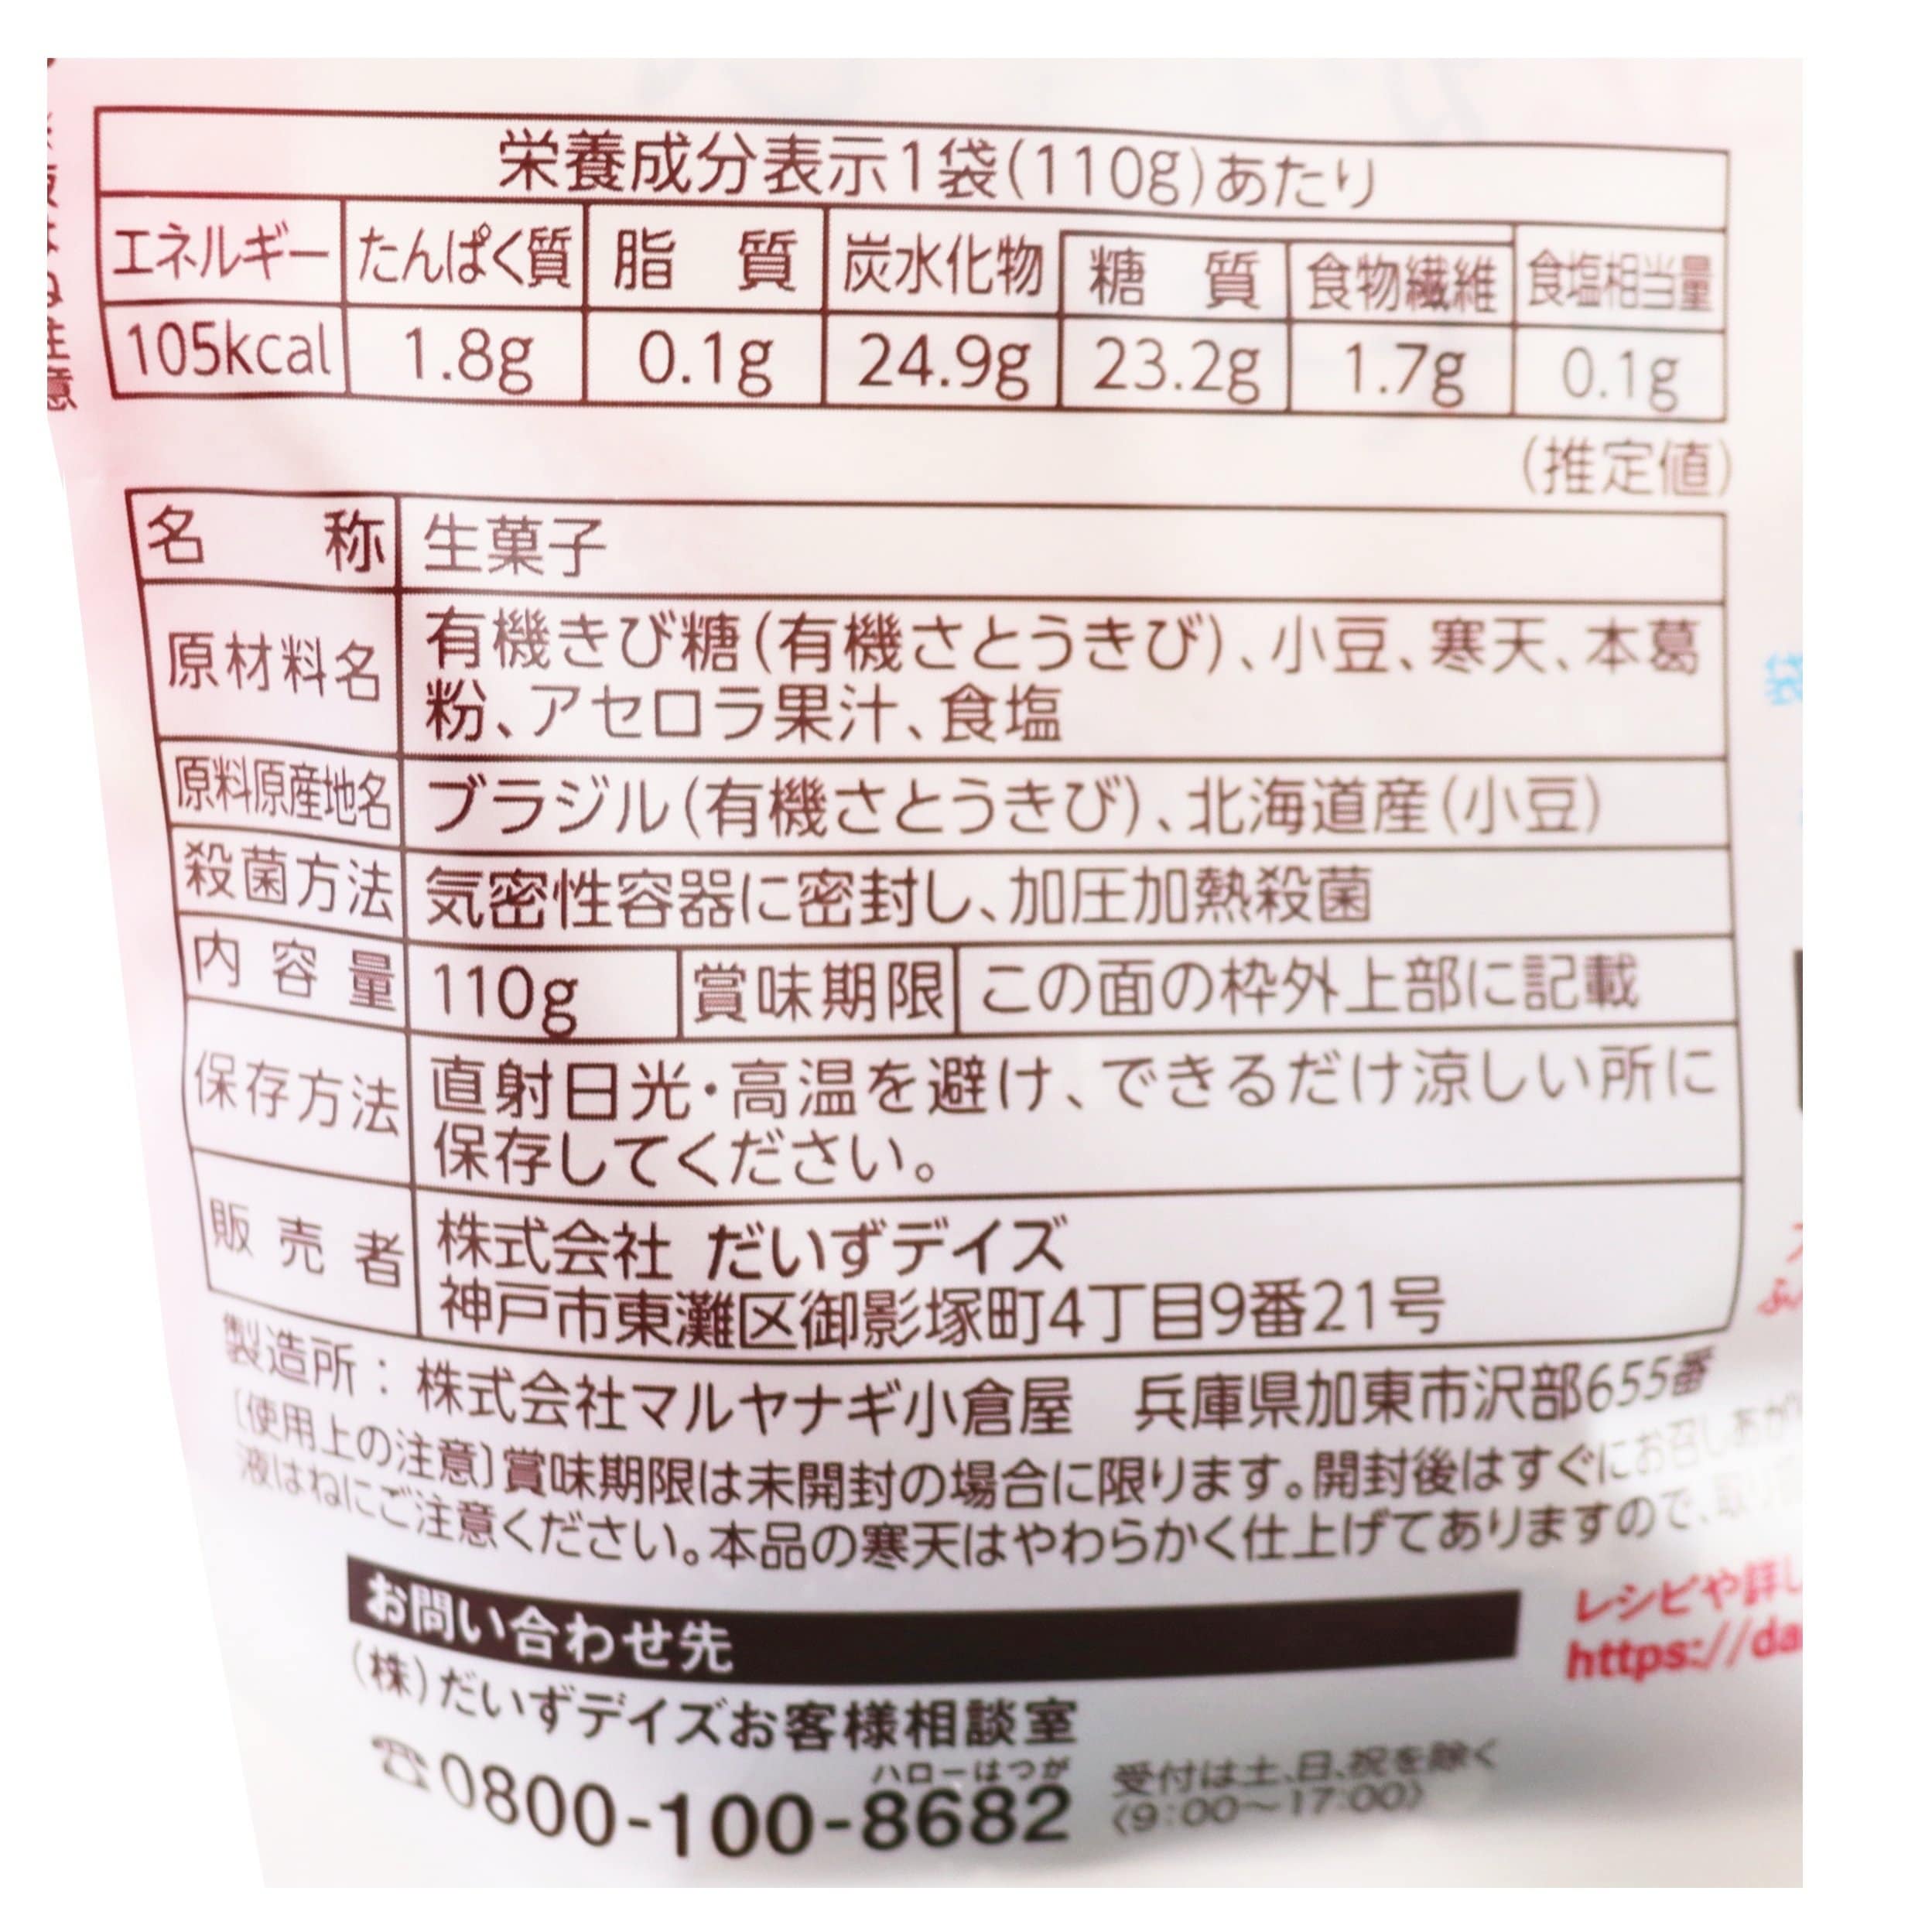 栄養成分表示1袋(110g)あたり
エネルギー たんぱく質 脂 質 炭水化物 糖 質 食物繊維 食塩相当量
105kcal 1.8g 0.1g 24.9g 23.2g 1.7g 0.1g
(推定値)
名 称 生菓子
原材料名 有機きび糖(有機さとうきび)、小豆、寒天、本葛
粉、アセロラ果汁、食塩
原料原産地名 ブラジル(有機さとうきび)、北海道産(小豆)
殺菌方法 気密性容器に密封し、加圧加熱殺菌
内容量 110g 賞味期限 この面の枠外上部に記載
保存方法 直射日光・高温を避け、できるだけ涼しい所に
保存してください。
販売者 株式会社 だいずデイズ
神戸市東灘区御影塚町4丁目9番21号
製造所：株式会社マルヤナギ小倉屋 兵庫県加東市沢部655番
〔使用上の注意〕賞味期限は未開封の場合に限ります。開封後はすぐにお召しあが
液はねにご注意ください。本品の寒天はやわらかく仕上げてありますので、取り
お問い合わせ先
(株)だいずデイズお客様相談室
ハローはつが
☎0800-100-8682
受付は土、日、祝を除く
(9:00～17:00)
レシピや詳し
https://da
袋
注意